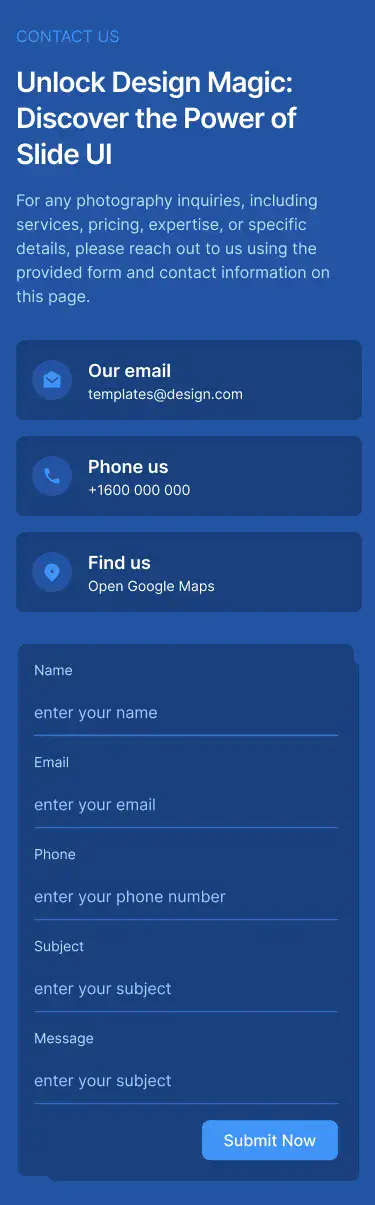 CONTACT US
Unlock Design Magic:
Discover the Power of
Slide UI
For any photography inquiries, including
services, pricing, expertise, or specific
details, please reach out to us using the
provided form and contact information on
this page.
Our email
templates@design.com
Phone us
+1600 000 000
Find us
Open Google Maps
Name
enter your name
Email
enter your email
Phone
enter your phone number
Subject
enter your subject
Message
enter your subject
Submit Now